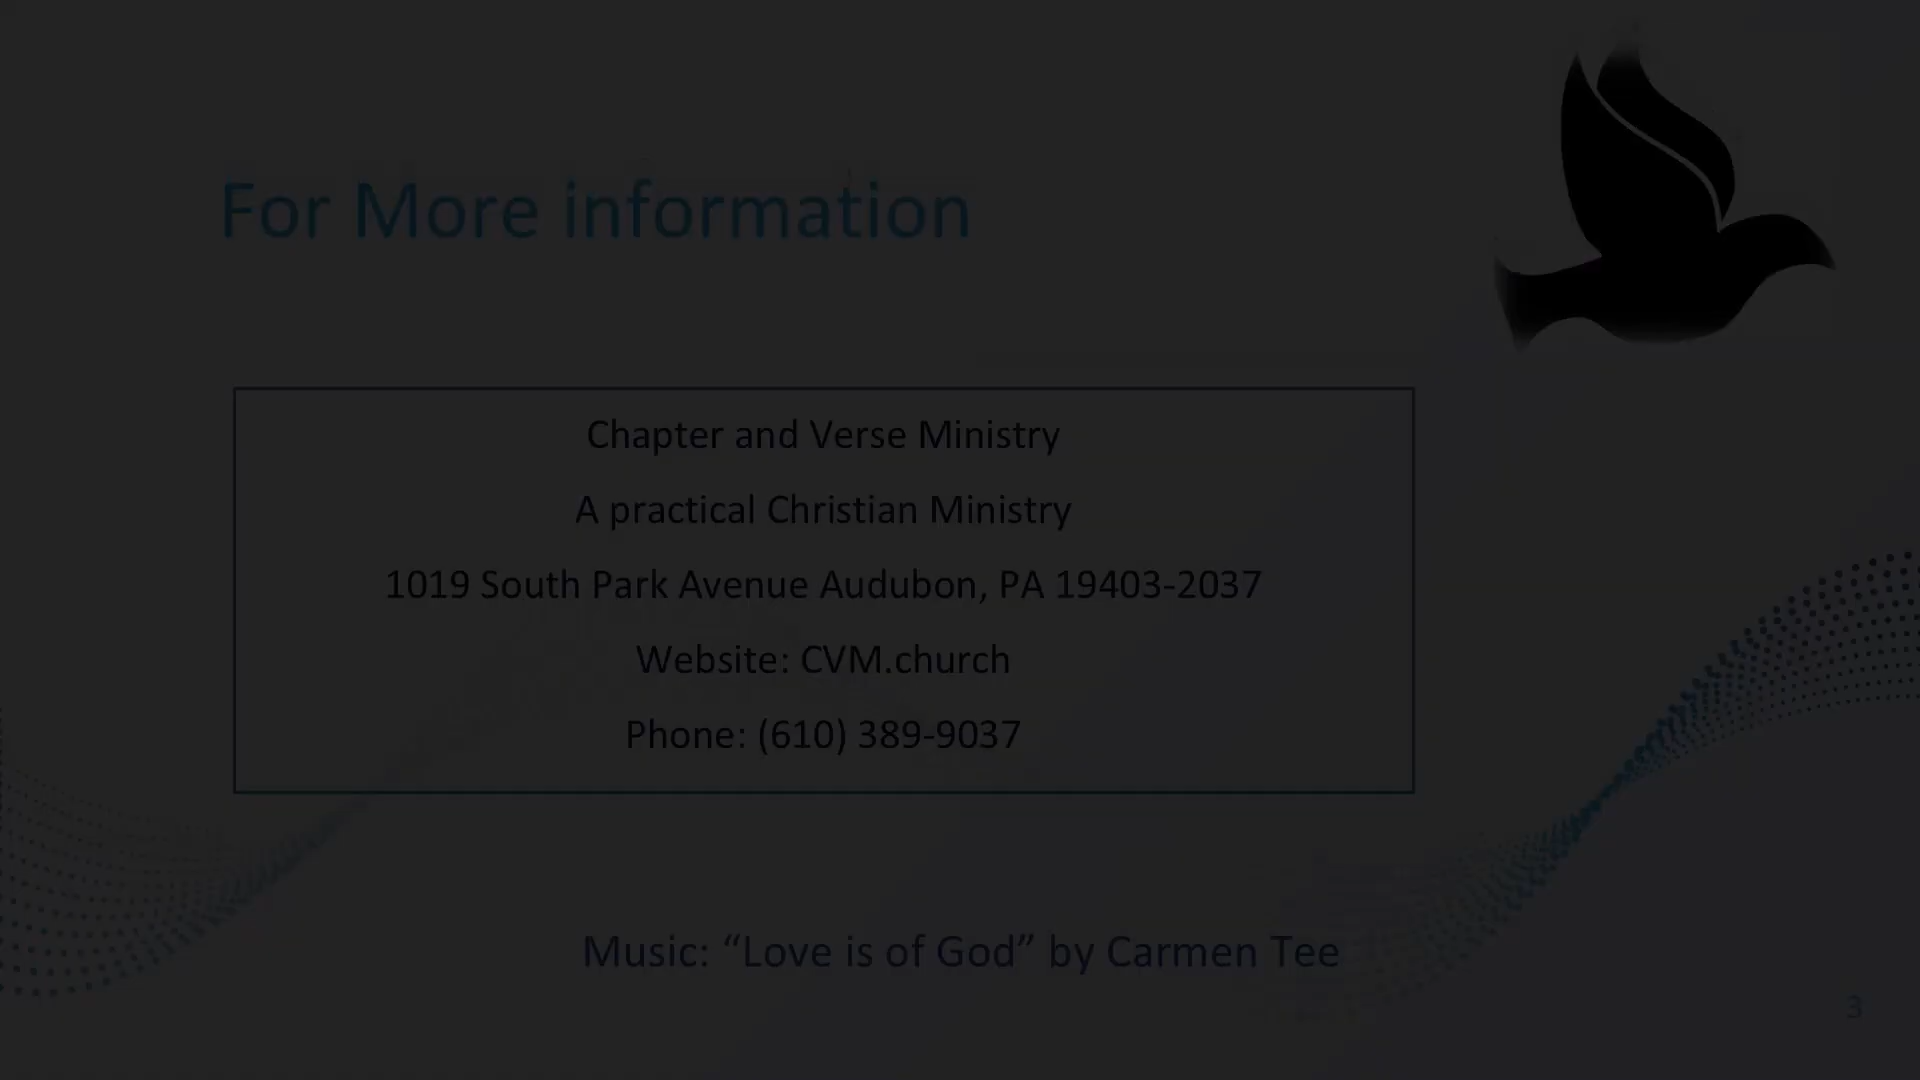 For More information
Chapter and Verse Ministry
A practical Christian Ministry
1019 South Park Avenue Audubon, PA 19403-2037
Website: CVM.church
Phone: (610) 389-9037
Music: “Love is of God” by Carmen Tee
3